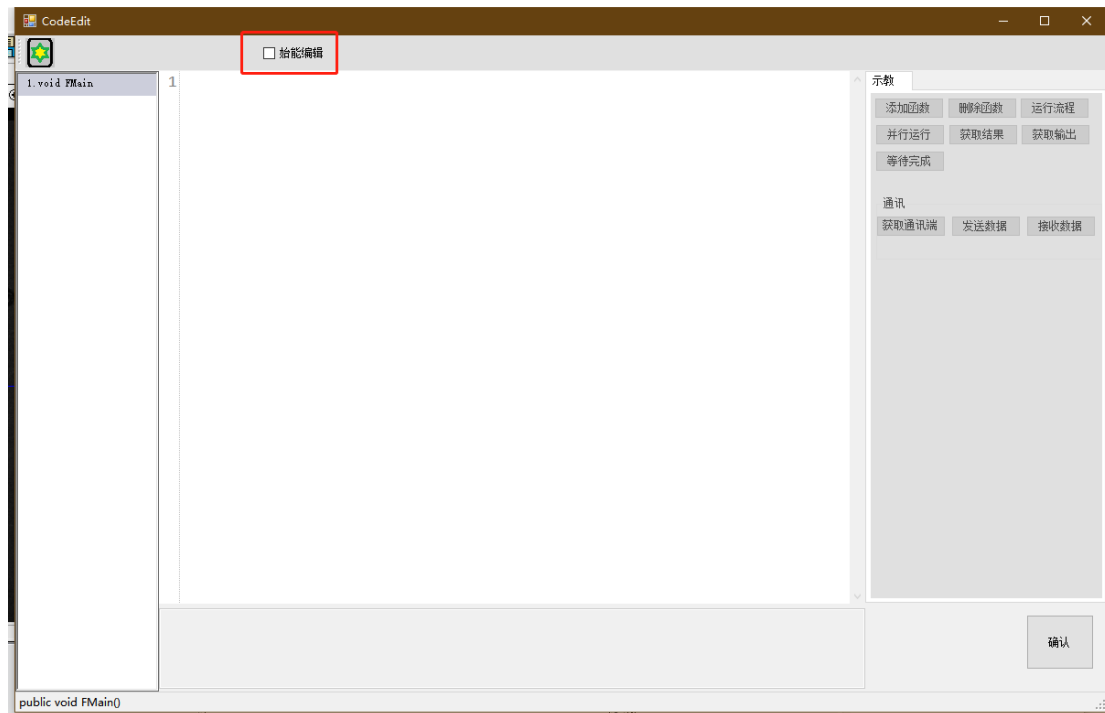 CodeEdit
始能编辑
1.void FMain
1
示教
添加函数 删除函数 运行流程
并行运行 获取结果 获取输出
等待完成
通讯
获取通讯端 发送数据 接收数据
确认
public void FMain()